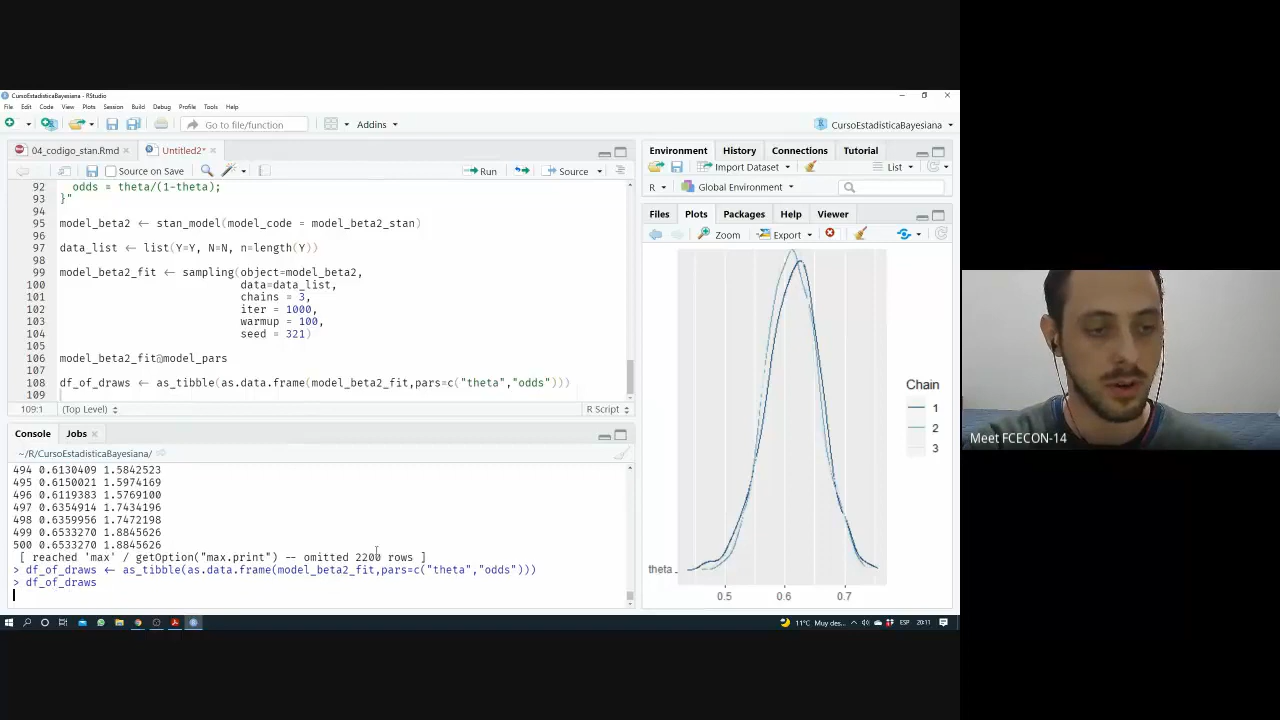 CursoEstadisticaBayesiana - RStudio
File Edit Code View Plots Session Build Debug Profile Tools Help
Go to file/function
Addins
CursoEstadisticaBayesiana
04_codigo_stan.Rmd
Untitled2*
Source on Save
Run
Source
92 odds = theta/(1-theta);
93 }"
94
95 model_beta2 ← stan_model(model_code = model_beta2_stan)
96
97 data_list ← list(Y=Y, N=N, n=length(Y))
98
99 model_beta2_fit ← sampling(object=model_beta2,
100 data=data_list,
101 chains = 3,
102 iter = 1000,
103 warmup = 100,
104 seed = 321)
105
106 model_beta2_fit@model_pars
107
108 df_of_draws ← as_tibble(as.data.frame(model_beta2_fit,pars=c("theta","odds")))
109
109:1 (Top Level) R Script
Console Jobs
~/R/CursoEstadisticaBayesiana/
494 0.6130409 1.5842523
495 0.6150021 1.5974169
496 0.6119383 1.5769100
497 0.6354914 1.7434196
498 0.6359956 1.7472198
499 0.6533270 1.8845626
500 0.6533270 1.8845626
[ reached 'max' / getOption("max.print") -- omitted 2200 rows ]
> df_of_draws ← as_tibble(as.data.frame(model_beta2_fit,pars=c("theta","odds")))
> df_of_draws
Environment History Connections Tutorial
Import Dataset
List
R
Global Environment
Files Plots Packages Help Viewer
Zoom
Export
theta
0.5 0.6 0.7
Chain
1
2
3
11°C Muy des...
ESP
20:11
Meet FCECON-14